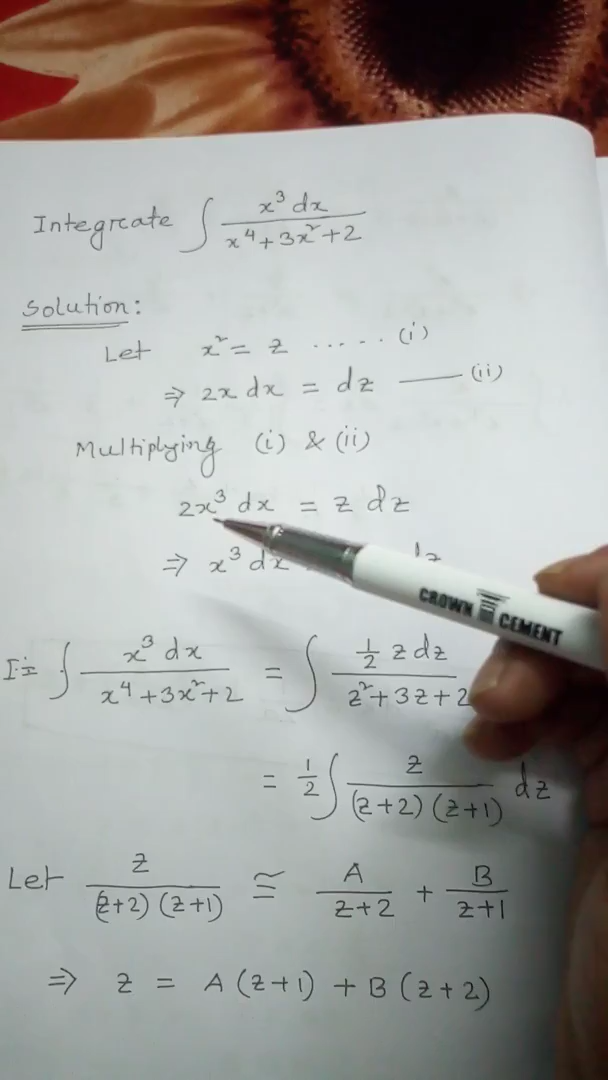 Integrate ∫ x³ dx / x⁴ + 3x² + 2
Solution:
Let x² = z ..... (i)
⇒ 2x dx = dz —— (ii)
Multiplying (i) & (ii)
2x³ dx = z dz
⇒ x³ dx
CROWN CEMENT
I = ∫ x³ dx / x⁴ + 3x² + 2 = ∫ ½ z dz / z² + 3z + 2
= ½ ∫ z / (z+2) (z+1) dz
Let z / (z+2) (z+1) ≅ A / z+2 + B / z+1
⇒ z = A (z+1) + B (z+2)